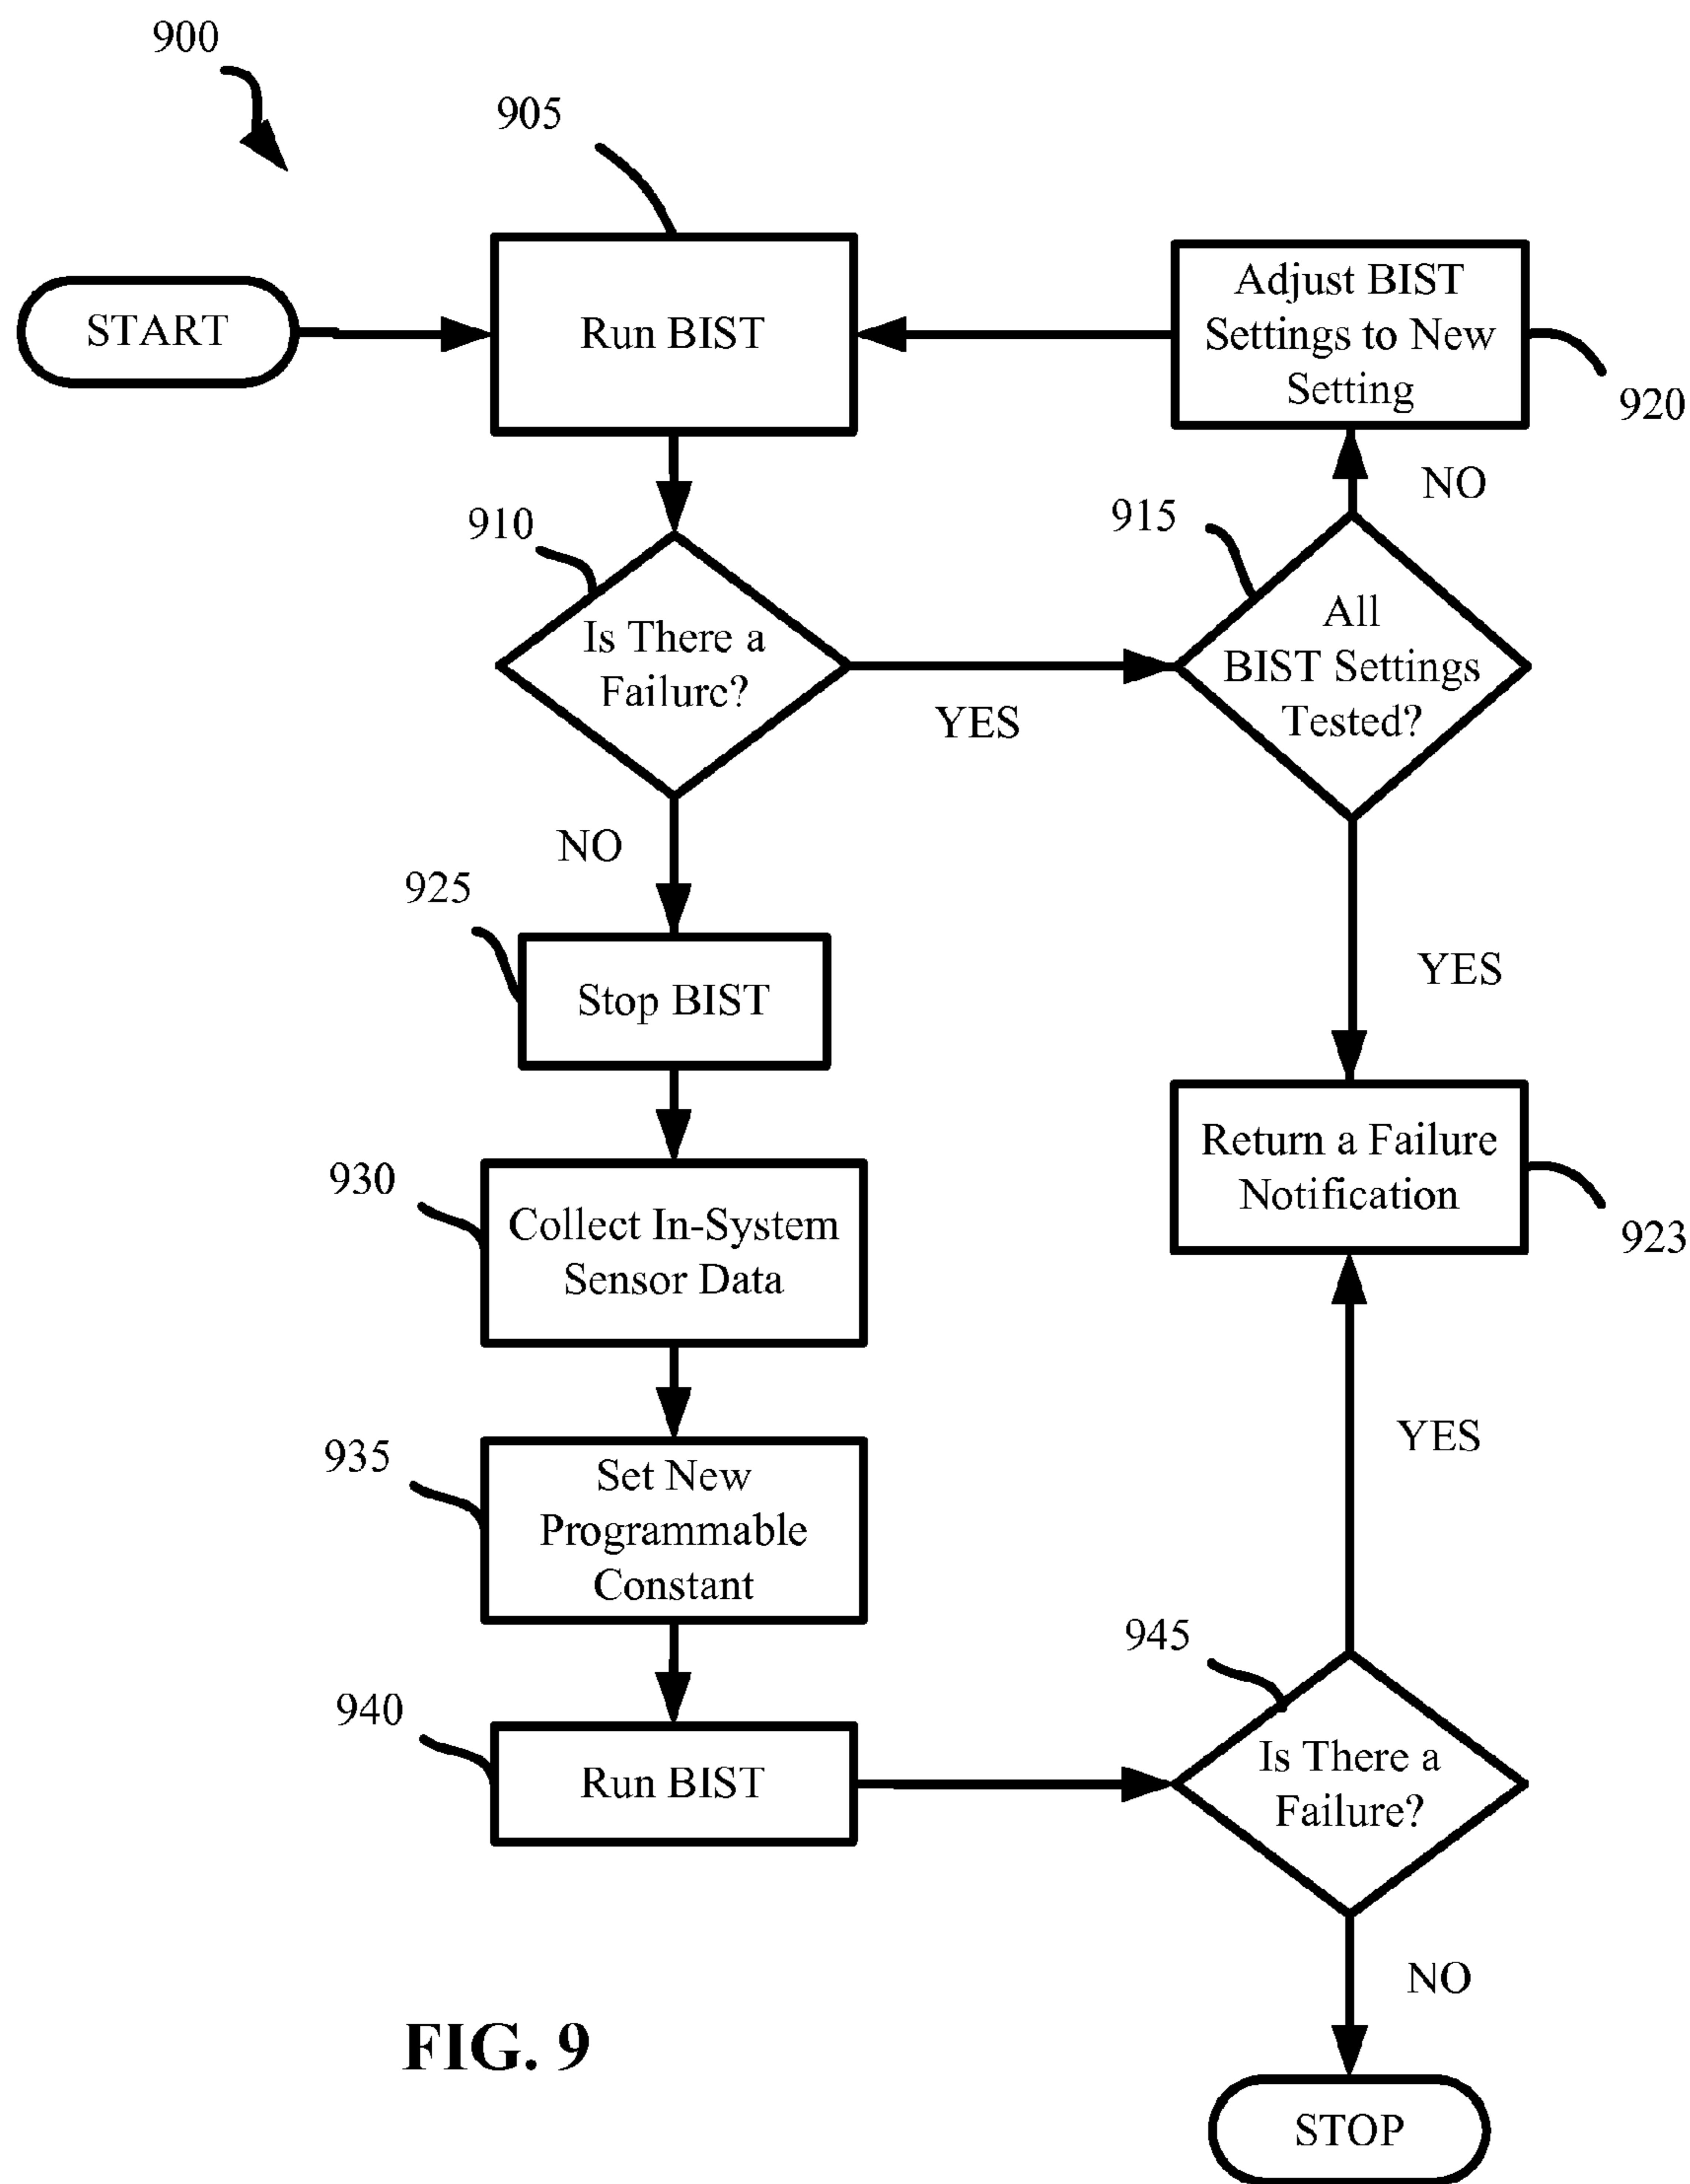 900
905
START
Run BIST
Adjust BIST
Settings to New
Setting
920
NO
910
915
Is There a
Failure?
YES
All
BIST Settings
Tested?
NO
925
YES
Stop BIST
Return a Failure
Notification
923
930
Collect In-System
Sensor Data
YES
935
Set New
Programmable
Constant
945
940
Run BIST
Is There a
Failure?
NO
FIG. 9
STOP